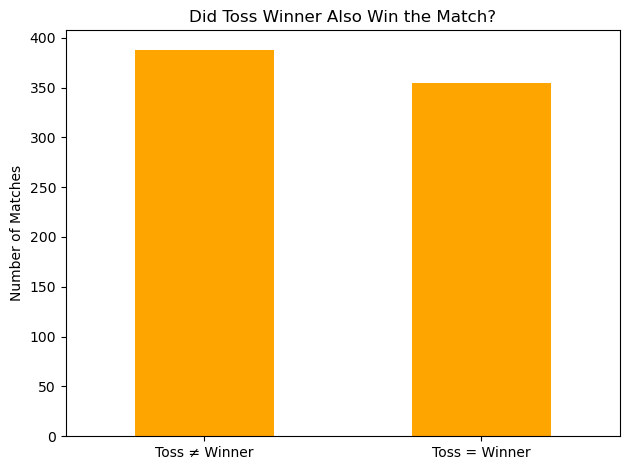 Did Toss Winner Also Win the Match?
400
350
300
250
200
150
100
50
0
Number of Matches
Toss ≠ Winner
Toss = Winner